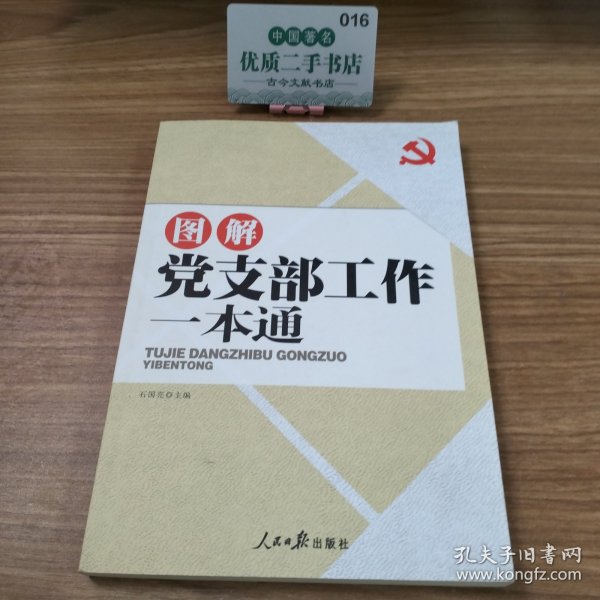 016
中国著名
优质二手书店
古今文献书店
图解
党支部工作
一本通
TUJIE DANGZHIBU GONGZUO
YIBENTONG
石国亮 主编
人民日报出版社
孔夫子旧书网
www.kongfz.com